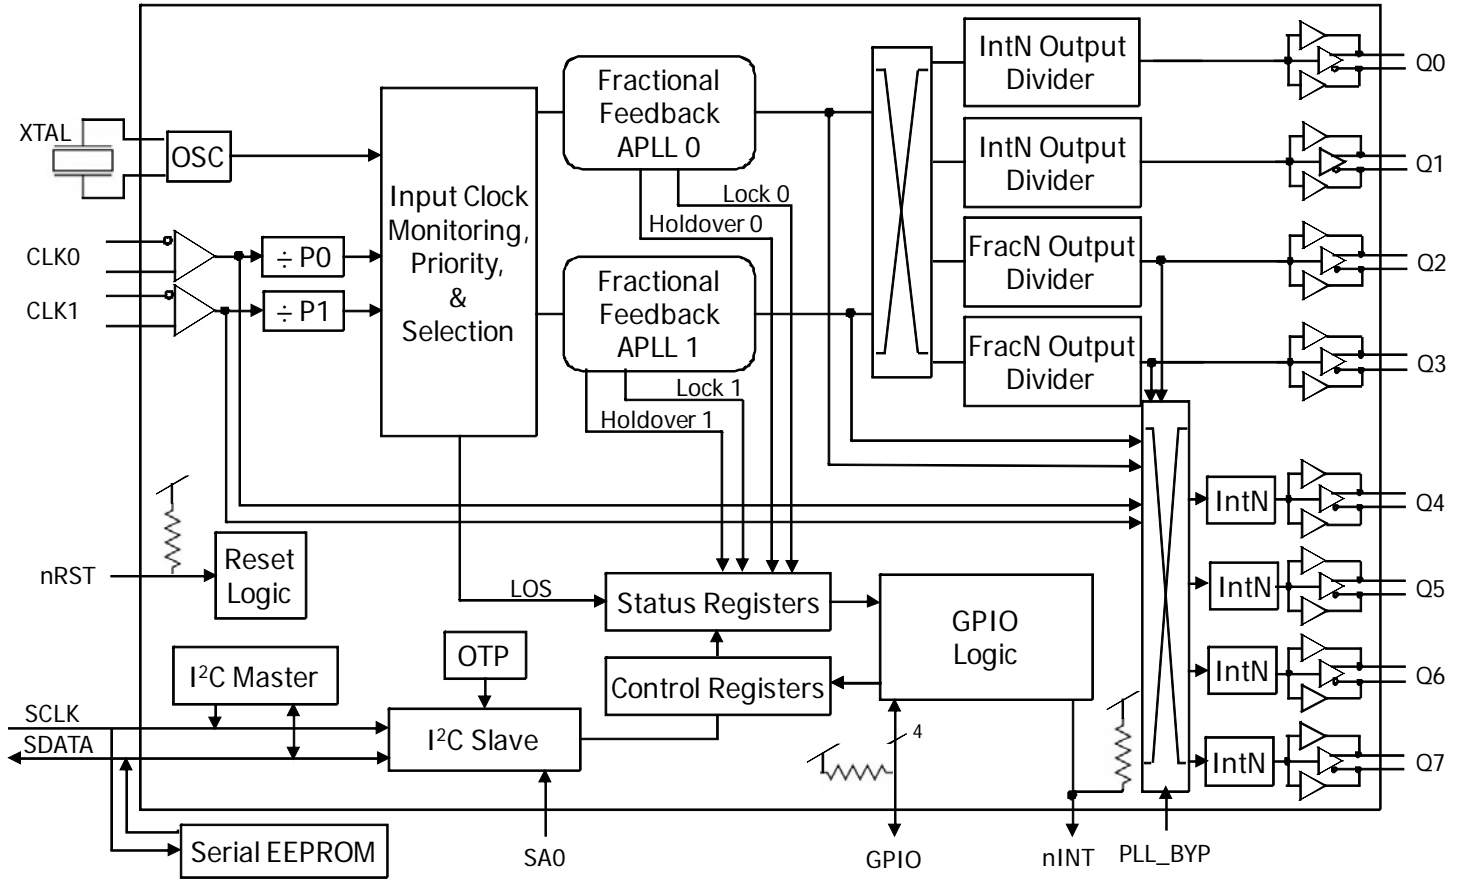 XTAL
OSC
CLK0
CLK1
÷ P0
÷ P1
Input Clock
Monitoring,
Priority,
&
Selection
Fractional
Feedback
APLL 0
Lock 0
Holdover 0
Fractional
Feedback
APLL 1
Lock 1
Holdover 1
IntN Output
Divider
IntN Output
Divider
FracN Output
Divider
FracN Output
Divider
Q0
Q1
Q2
Q3
IntN
Q4
IntN
Q5
IntN
Q6
IntN
Q7
nRST
Reset
Logic
LOS
Status Registers
GPIO
Logic
OTP
Control Registers
I²C Master
SCLK
SDATA
I²C Slave
4
Serial EEPROM
SA0
GPIO
nINT
PLL_BYP